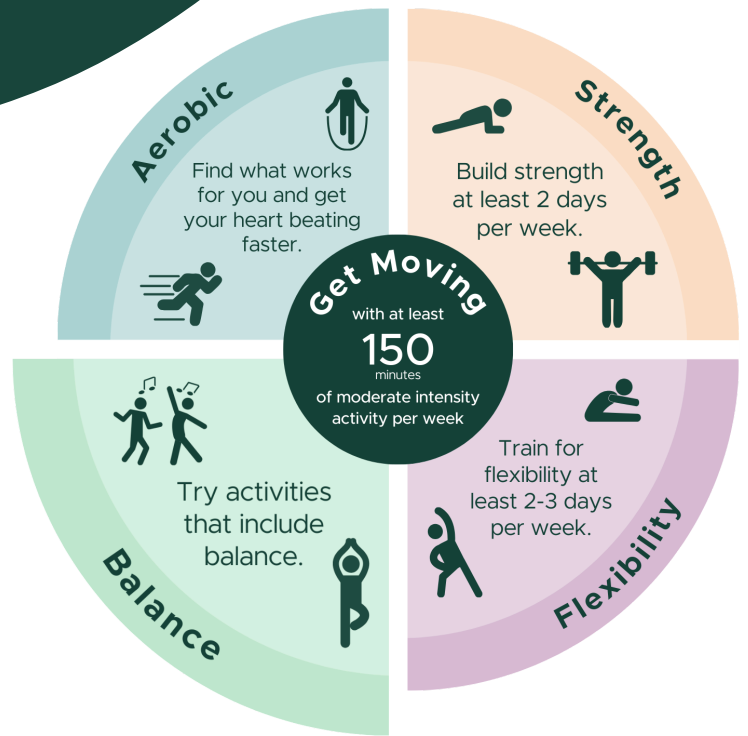 Aerobic
Find what works
for you and get
your heart beating
faster.
Strength
Build strength
at least 2 days
per week.
Get Moving
with at least
150
minutes
of moderate intensity
activity per week
Balance
Try activities
that include
balance.
Flexibility
Train for
flexibility at
least 2-3 days
per week.